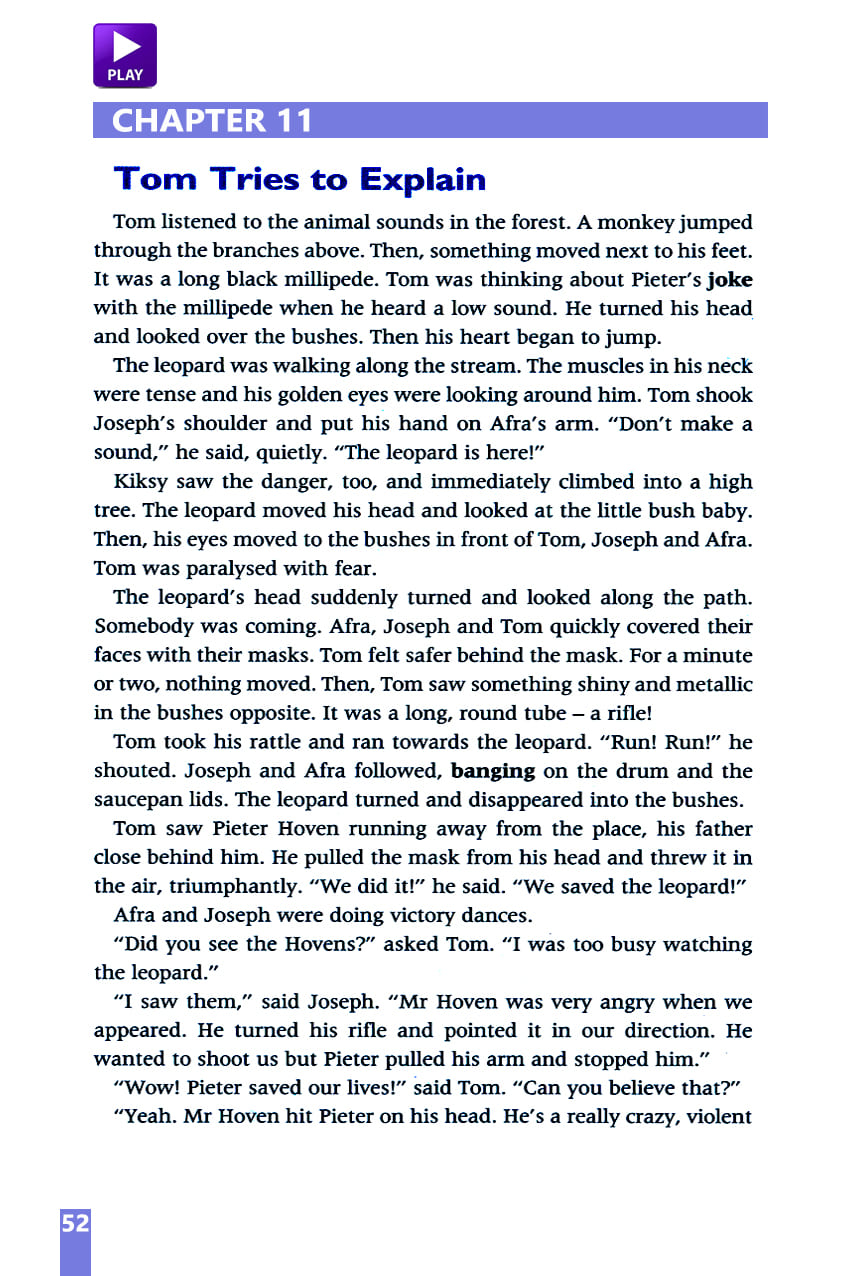 PLAY
CHAPTER 11
Tom Tries to Explain
Tom listened to the animal sounds in the forest. A monkey jumped
through the branches above. Then, something moved next to his feet.
It was a long black millipede. Tom was thinking about Pieter's joke
with the millipede when he heard a low sound. He turned his head
and looked over the bushes. Then his heart began to jump.
The leopard was walking along the stream. The muscles in his neck
were tense and his golden eyes were looking around him. Tom shook
Joseph's shoulder and put his hand on Afra's arm. "Don't make a
sound," he said, quietly. "The leopard is here!"
Kiksy saw the danger, too, and immediately climbed into a high
tree. The leopard moved his head and looked at the little bush baby.
Then, his eyes moved to the bushes in front of Tom, Joseph and Afra.
Tom was paralysed with fear.
The leopard's head suddenly turned and looked along the path.
Somebody was coming. Afra, Joseph and Tom quickly covered their
faces with their masks. Tom felt safer behind the mask. For a minute
or two, nothing moved. Then, Tom saw something shiny and metallic
in the bushes opposite. It was a long, round tube – a rifle!
Tom took his rattle and ran towards the leopard. "Run! Run!" he
shouted. Joseph and Afra followed, banging on the drum and the
saucepan lids. The leopard turned and disappeared into the bushes.
Tom saw Pieter Hoven running away from the place, his father
close behind him. He pulled the mask from his head and threw it in
the air, triumphantly. "We did it!" he said. "We saved the leopard!"
Afra and Joseph were doing victory dances.
"Did you see the Hovens?" asked Tom. "I was too busy watching
the leopard."
"I saw them," said Joseph. "Mr Hoven was very angry when we
appeared. He turned his rifle and pointed it in our direction. He
wanted to shoot us but Pieter pulled his arm and stopped him."
"Wow! Pieter saved our lives!" said Tom. "Can you believe that?"
"Yeah. Mr Hoven hit Pieter on his head. He's a really crazy, violent
52